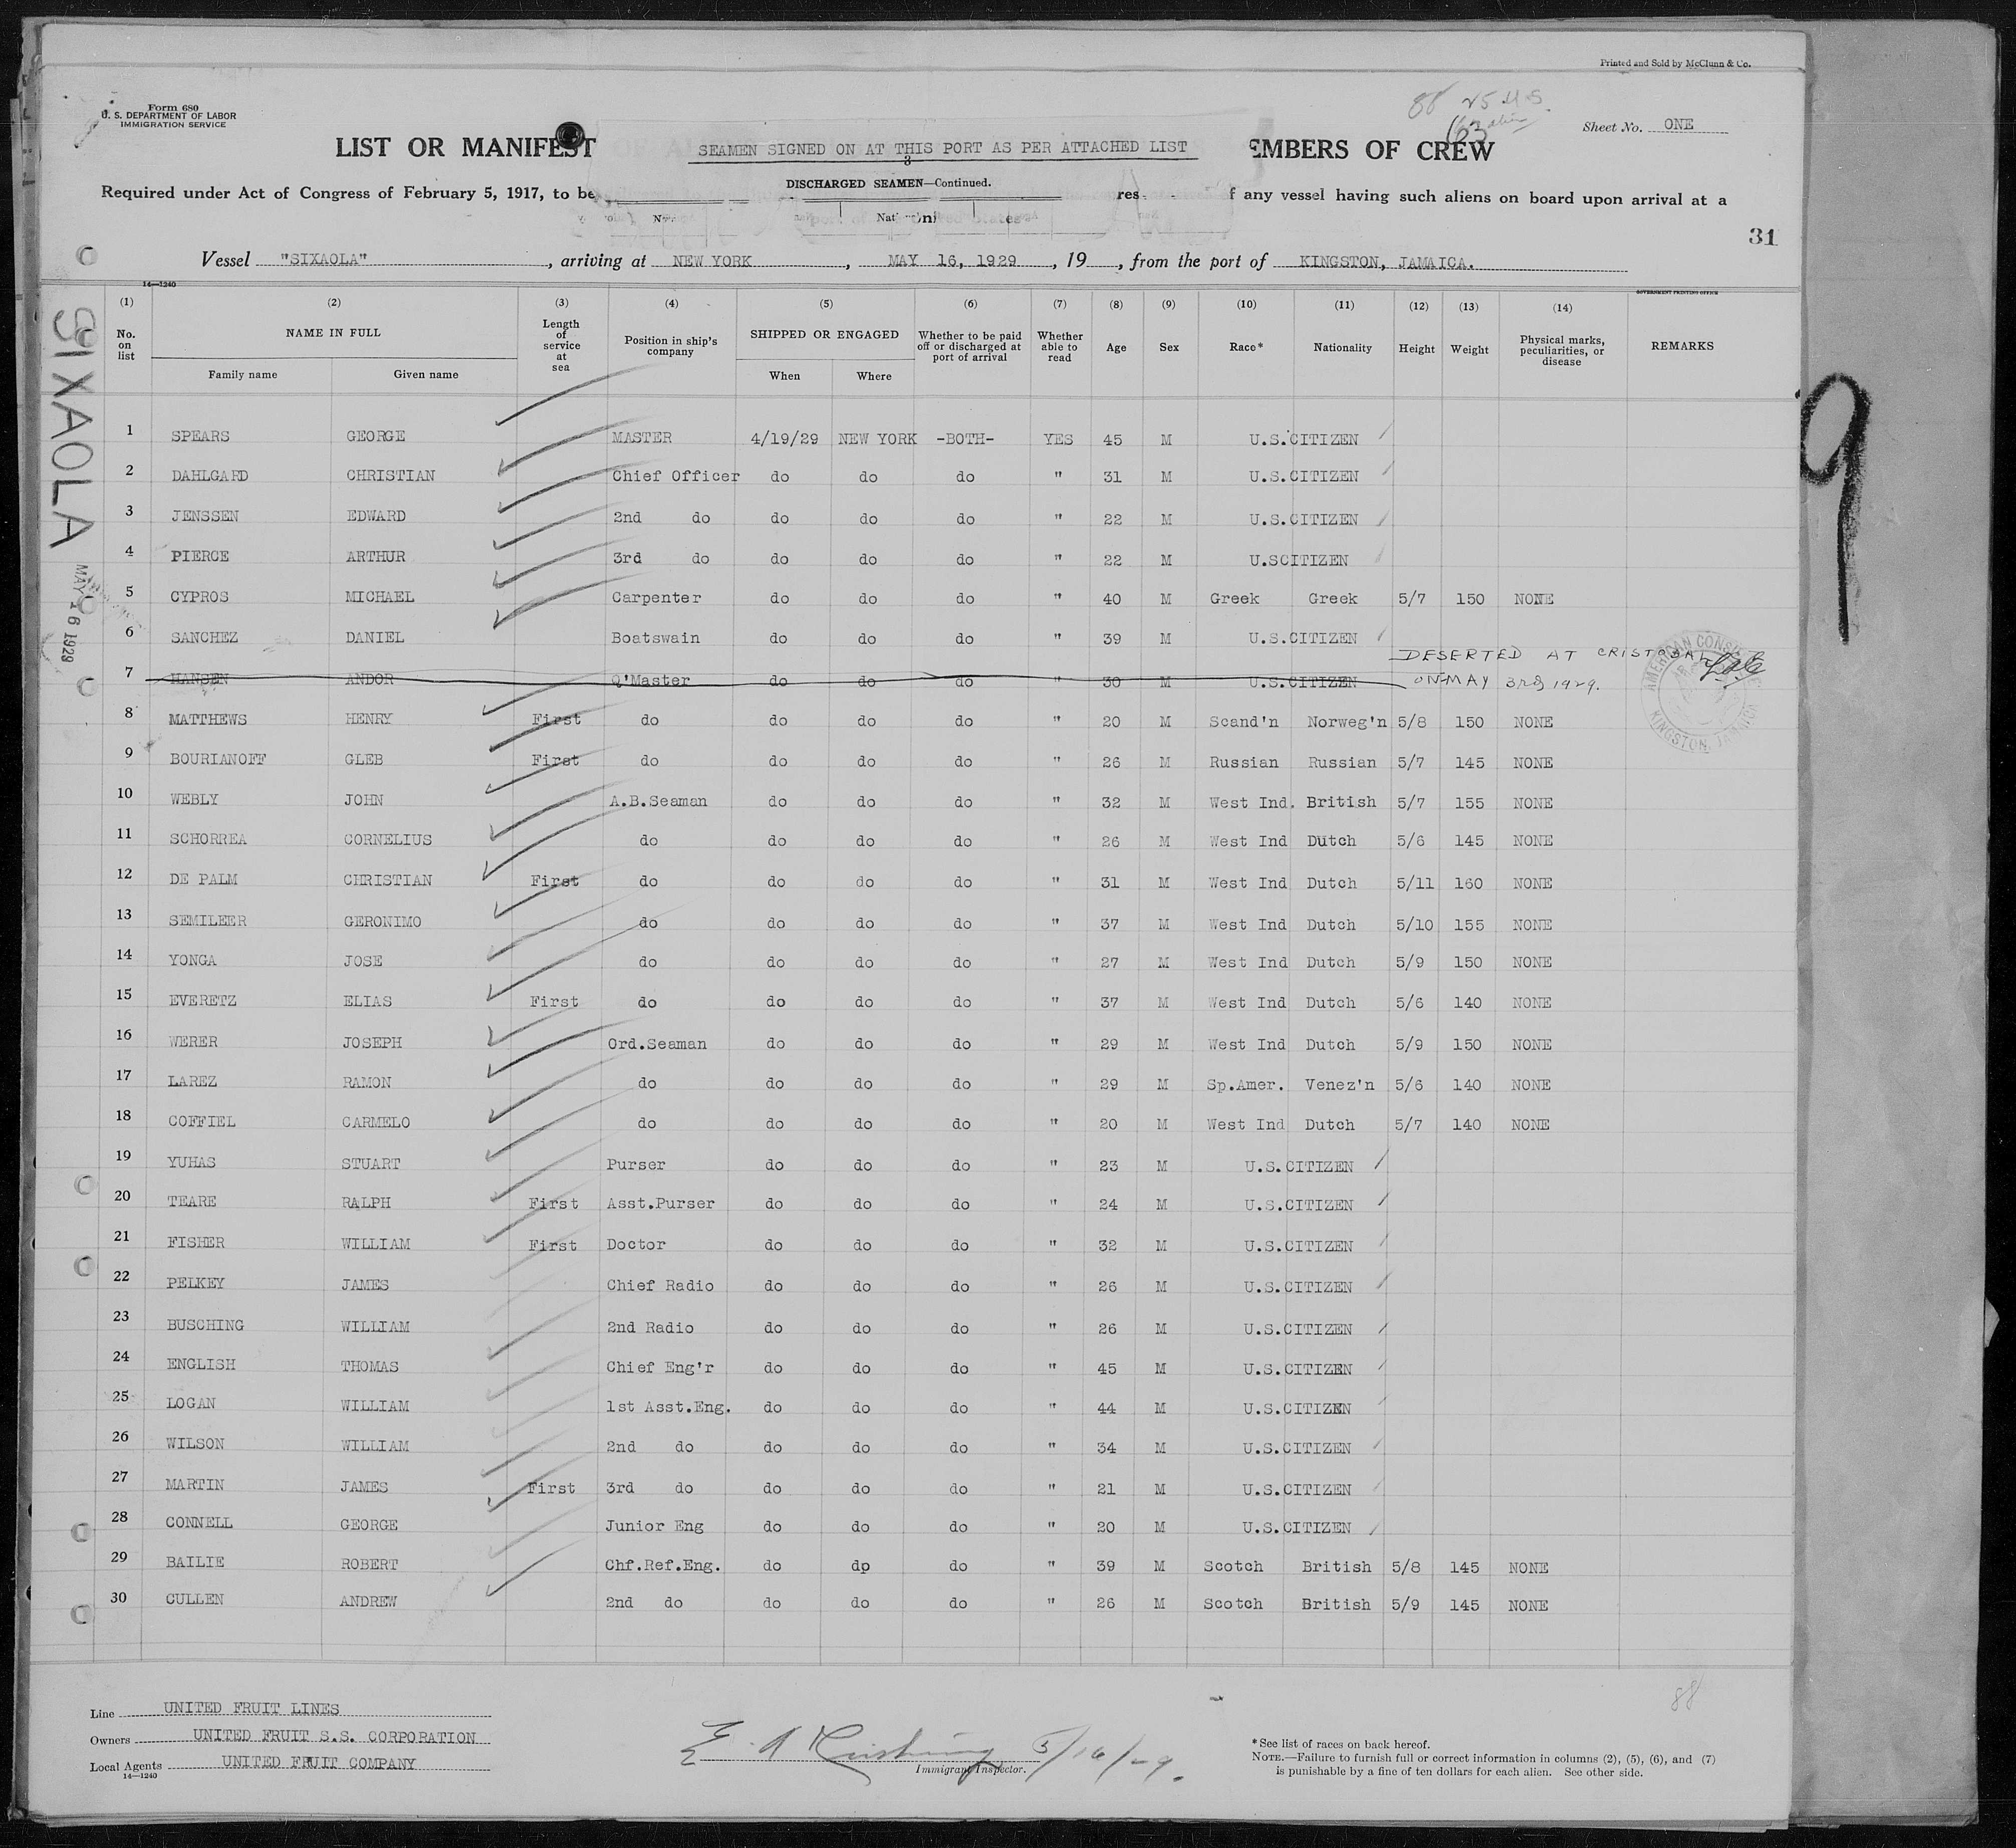 Printed and Sold by McClunn & Co.
Form 680
U. S. DEPARTMENT OF LABOR
IMMIGRATION SERVICE
88 25 U.S.
63 alien
Sheet No. ONE
LIST OR MANIFEST
SEAMEN SIGNED ON AT THIS PORT AS PER ATTACHED LIST
EMBERS OF CREW
3
DISCHARGED SEAMEN—Continued.
Required under Act of Congress of February 5, 1917, to be res f any vessel having such aliens on board upon arrival at a
31
Vessel "SIXAOLA", arriving at NEW YORK, MAY 16, 1929, 19, from the port of KINGSTON, JAMAICA.
14—1240
GOVERNMENT PRINTING OFFICE
(1) (2) (3) (4) (5) (6) (7) (8) (9) (10) (11) (12) (13) (14)
No. on list NAME IN FULL Length of service at sea Position in ship's company SHIPPED OR ENGAGED Whether to be paid off or discharged at port of arrival Whether able to read Age Sex Race* Nationality Height Weight Physical marks, peculiarities, or disease REMARKS
Family name Given name When Where
1 SPEARS GEORGE MASTER 4/19/29 NEW YORK -BOTH- YES 45 M U.S.CITIZEN
2 DAHLGARD CHRISTIAN Chief Officer do do do " 31 M U.S.CITIZEN
3 JENSSEN EDWARD 2nd do do do do " 22 M U.S.CITIZEN
4 PIERCE ARTHUR 3rd do do do do " 22 M U.SCITIZEN
5 CYPROS MICHAEL Carpenter do do do " 40 M Greek Greek 5/7 150 NONE
6 SANCHEZ DANIEL Boatswain do do do " 39 M U.S.CITIZEN
DESERTED AT CRISTOBAL
7 HANSEN ANDOR Q'Master do do do " 30 M U.S.CITIZEN ON MAY 3rd 1929.
8 MATTHEWS HENRY First do do do do " 20 M Scand'n Norweg'n 5/8 150 NONE
9 BOURIANOFF GLEB First do do do do " 26 M Russian Russian 5/7 145 NONE
10 WEBLY JOHN A.B.Seaman do do do " 32 M West Ind. British 5/7 155 NONE
11 SCHORREA CORNELIUS do do do do " 26 M West Ind Dutch 5/6 145 NONE
12 DE PALM CHRISTIAN First do do do do " 31 M West Ind Dutch 5/11 160 NONE
13 SEMILEER GERONIMO do do do do " 37 M West Ind Dutch 5/10 155 NONE
14 YONGA JOSE do do do do " 27 M West Ind Dutch 5/9 150 NONE
15 EVERETZ ELIAS First do do do do " 37 M West Ind Dutch 5/6 140 NONE
16 WERER JOSEPH Ord.Seaman do do do " 29 M West Ind Dutch 5/9 150 NONE
17 LAREZ RAMON do do do do " 29 M Sp.Amer. Venez'n 5/6 140 NONE
18 COFFIEL CARMELO do do do do " 20 M West Ind Dutch 5/7 140 NONE
19 YUHAS STUART Purser do do do " 23 M U.S.CITIZEN
20 TEARE RALPH First Asst.Purser do do do " 24 M U.S.CITIZEN
21 FISHER WILLIAM First Doctor do do do " 32 M U.S.CITIZEN
22 PELKEY JAMES Chief Radio do do do " 26 M U.S.CITIZEN
23 BUSCHING WILLIAM 2nd Radio do do do " 26 M U.S.CITIZEN
24 ENGLISH THOMAS Chief Eng'r do do do " 45 M U.S.CITIZEN
25 LOGAN WILLIAM 1st Asst.Eng. do do do " 44 M U.S.CITIZEN
26 WILSON WILLIAM 2nd do do do do " 34 M U.S.CITIZEN
27 MARTIN JAMES First 3rd do do do do " 21 M U.S.CITIZEN
28 CONNELL GEORGE Junior Eng do do do " 20 M U.S.CITIZEN
29 BAILIE ROBERT Chf.Ref.Eng. do dp do " 39 M Scotch British 5/8 145 NONE
30 CULLEN ANDREW 2nd do do do do " 26 M Scotch British 5/9 145 NONE
SIXAOLA
MAY 16 1929
AMERICAN CONSULATE
KINGSTON, JAMAICA
9
88
Line UNITED FRUIT LINES
Owners UNITED FRUIT S.S. CORPORATION
Local Agents UNITED FRUIT COMPANY
14—1240
5/16/29.
Immigrant Inspector.
*See list of races on back hereof.
NOTE.—Failure to furnish full or correct information in columns (2), (5), (6), and (7)
is punishable by a fine of ten dollars for each alien. See other side.